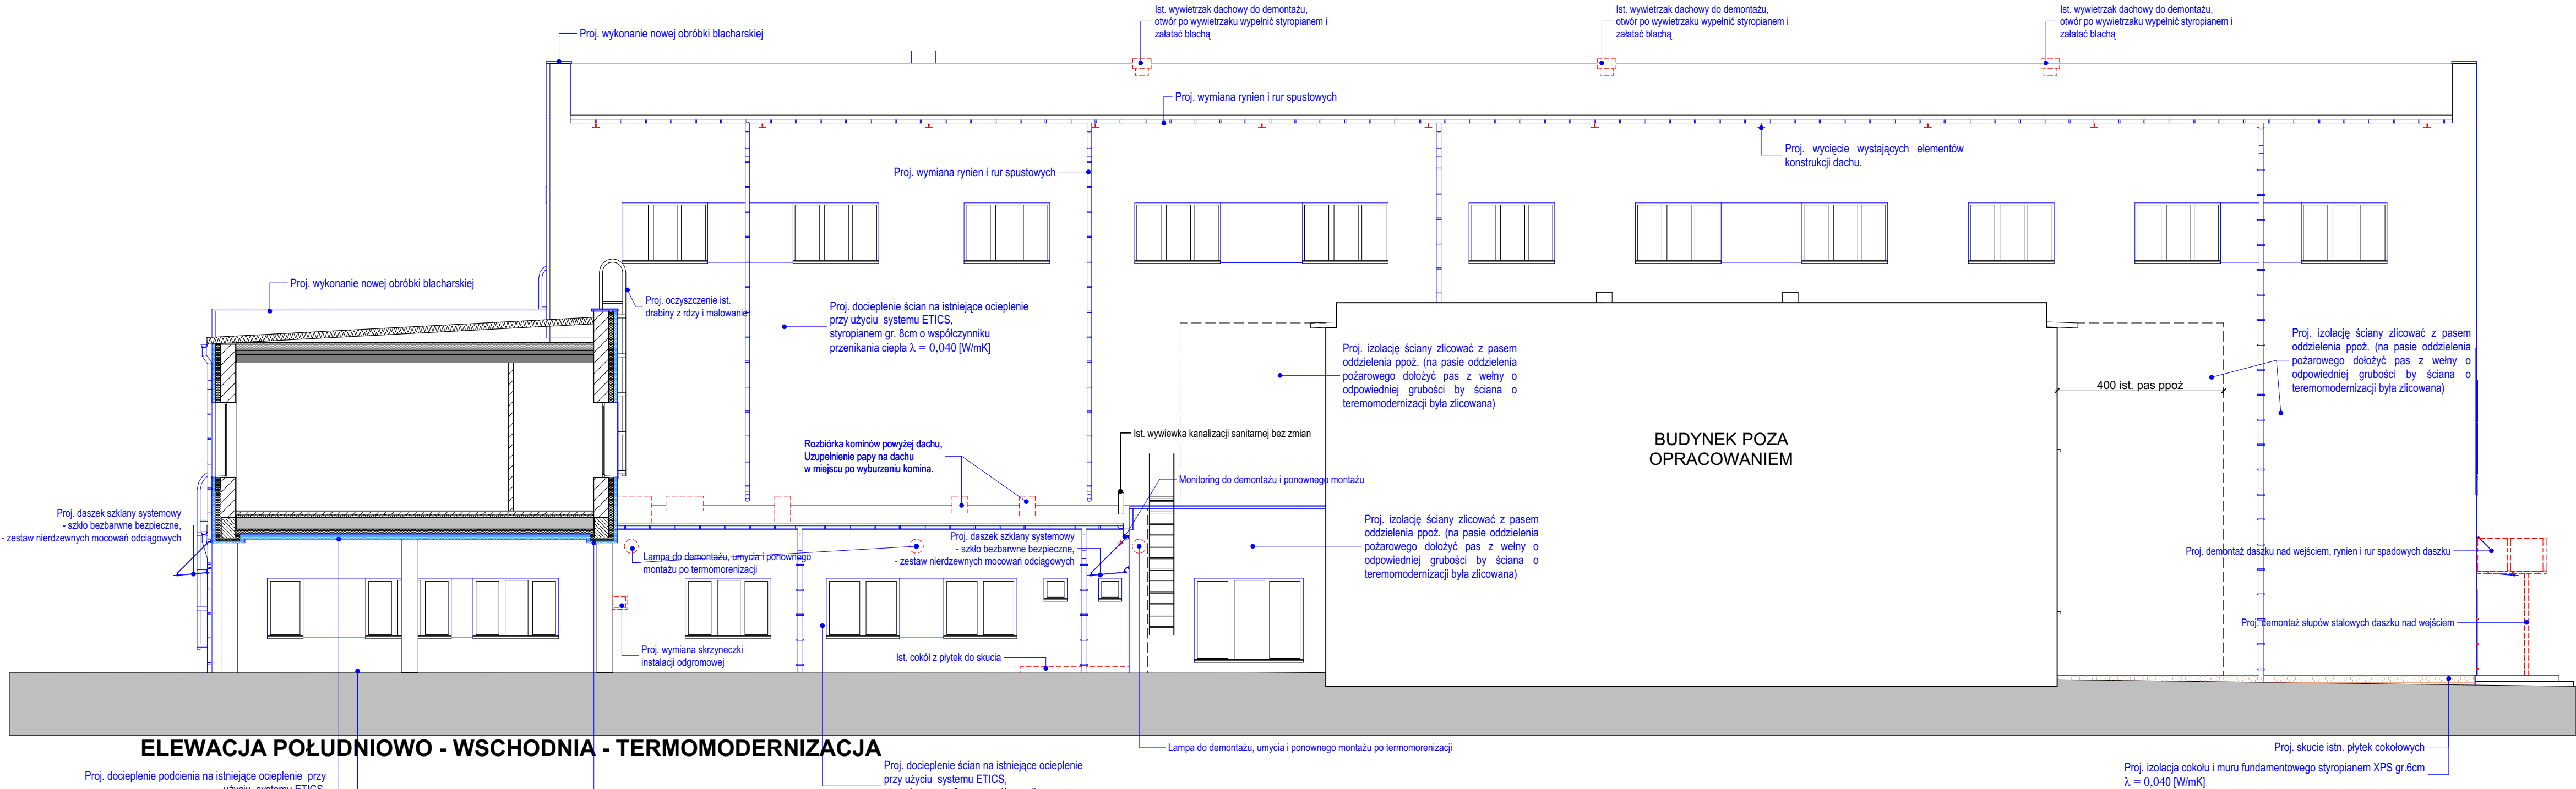 Ist. wywietrzak dachowy do demontażu,
otwór po wywietrzaku wypełnić styropianem i
załatać blachą
Ist. wywietrzak dachowy do demontażu,
otwór po wywietrzaku wypełnić styropianem i
załatać blachą
Ist. wywietrzak dachowy do demontażu,
otwór po wywietrzaku wypełnić styropianem i
załatać blachą
Proj. wykonanie nowej obróbki blacharskiej
Proj. wymiana rynien i rur spustowych
Proj. wycięcie wystających elementów
konstrukcji dachu.
Proj. wymiana rynien i rur spustowych
Proj. wykonanie nowej obróbki blacharskiej
Proj. oczyszczenie ist.
drabiny z rdzy i malowanie
Proj. docieplenie ścian na istniejące ocieplenie
przy użyciu systemu ETICS,
styropianem gr. 8cm o współczynniku
przenikania ciepła λ = 0,040 [W/mK]
Proj. izolację ściany zlicować z pasem
oddzielenia ppoż. (na pasie oddzielenia
pożarowego dołożyć pas z wełny o
odpowiedniej grubości by ściana o
teremomodernizacji była zlicowana)
Proj. izolację ściany zlicować z pasem
oddzielenia ppoż. (na pasie oddzielenia
pożarowego dołożyć pas z wełny o
odpowiedniej grubości by ściana o
teremomodernizacji była zlicowana)
400 ist. pas ppoż
BUDYNEK POZA
OPRACOWANIEM
Rozbiórka kominów powyżej dachu,
Uzupełnienie papy na dachu
w miejscu po wyburzeniu komina.
Ist. wywiewka kanalizacji sanitarnej bez zmian
Monitoring do demontażu i ponownego montażu
Proj. daszek szklany systemowy
- szkło bezbarwne bezpieczne,
- zestaw nierdzewnych mocowań odciągowych
Proj. izolację ściany zlicować z pasem
oddzielenia ppoż. (na pasie oddzielenia
pożarowego dołożyć pas z wełny o
odpowiedniej grubości by ściana o
teremomodernizacji była zlicowana)
Lampa do demontażu, umycia i ponownego
montażu po termomorenizacji
Proj. daszek szklany systemowy
- szkło bezbarwne bezpieczne,
- zestaw nierdzewnych mocowań odciągowych
Proj. demontaż daszku nad wejściem, rynien i rur spadowych daszku
Proj. demontaż słupów stalowych daszku nad wejściem
Proj. wymiana skrzyneczki
instalacji odgromowej
Ist. cokół z płytek do skucia
ELEWACJA POŁUDNIOWO - WSCHODNIA - TERMOMODERNIZACJA
Lampa do demontażu, umycia i ponownego montażu po termomorenizacji
Proj. skucie istn. płytek cokołowych
Proj. docieplenie podcienia na istniejące ocieplenie przy
użyciu systemu ETICS,
Proj. docieplenie ścian na istniejące ocieplenie
przy użyciu systemu ETICS,
Proj. izolacja cokołu i muru fundamentowego styropianem XPS gr.6cm
λ = 0,040 [W/mK]